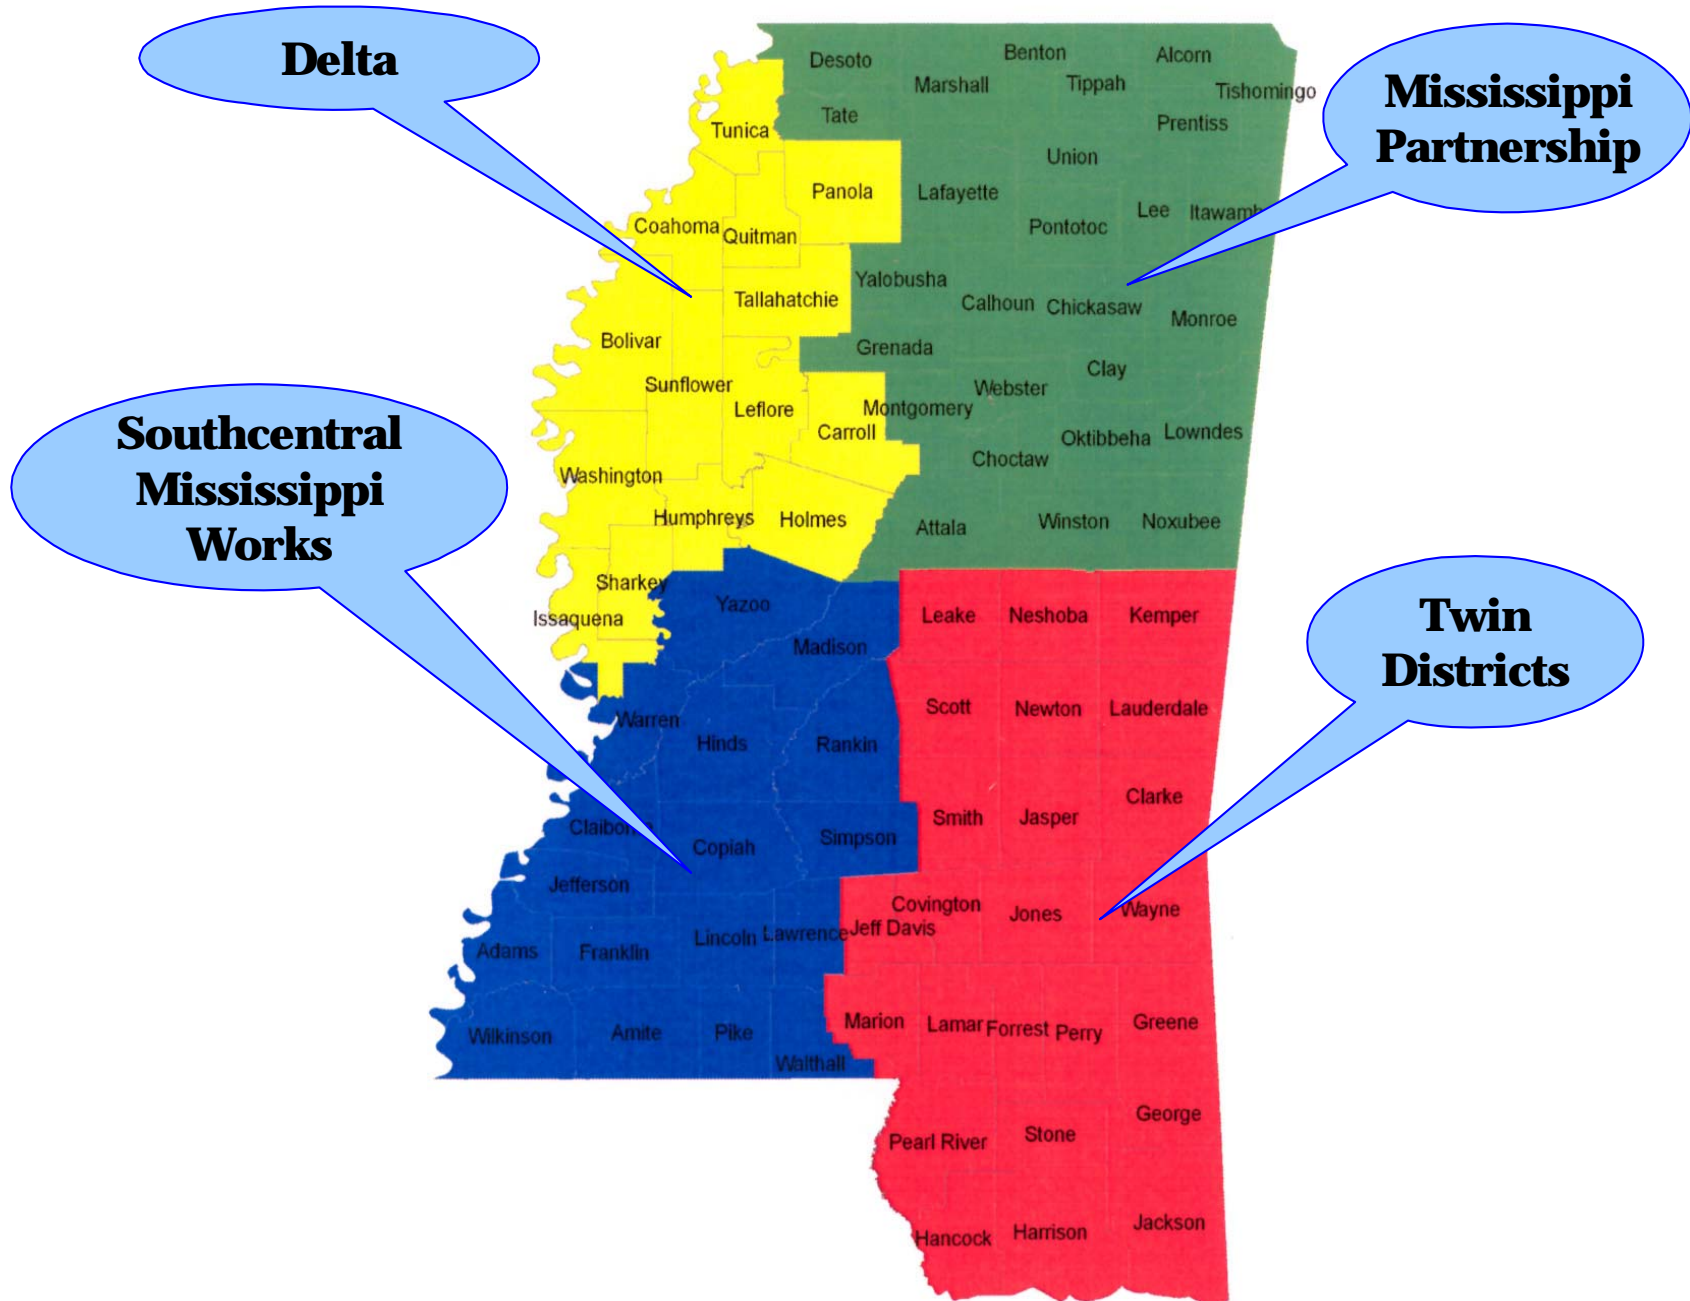 Delta
Mississippi
Partnership
Southcentral
Mississippi
Works
Twin
Districts
Desoto
Benton
Alcorn
Marshall
Tippah
Tishomingo
Tate
Prentiss
Tunica
Union
Panola
Lafayette
Coahoma
Quitman
Pontotoc
Lee
Itawamb
Yalobusha
Tallahatchie
Calhoun
Chickasaw
Monroe
Bolivar
Grenada
Clay
Sunflower
Webster
Leflore
Montgomery
Carroll
Oktibbeha
Lowndes
Choctaw
Washington
Humphreys
Holmes
Attala
Winston
Noxubee
Sharkey
Issaquena
Yazoo
Madison
Leake
Neshoba
Kemper
Warren
Hinds
Rankin
Scott
Newton
Lauderdale
Claiborne
Copiah
Simpson
Smith
Jasper
Clarke
Jefferson
Covington
Jeff Davis
Jones
Wayne
Adams
Franklin
Lincoln
Lawrence
Wilkinson
Amite
Pike
Walthall
Marion
Lamar
Forrest
Perry
Greene
George
Pearl River
Stone
Hancock
Harrison
Jackson